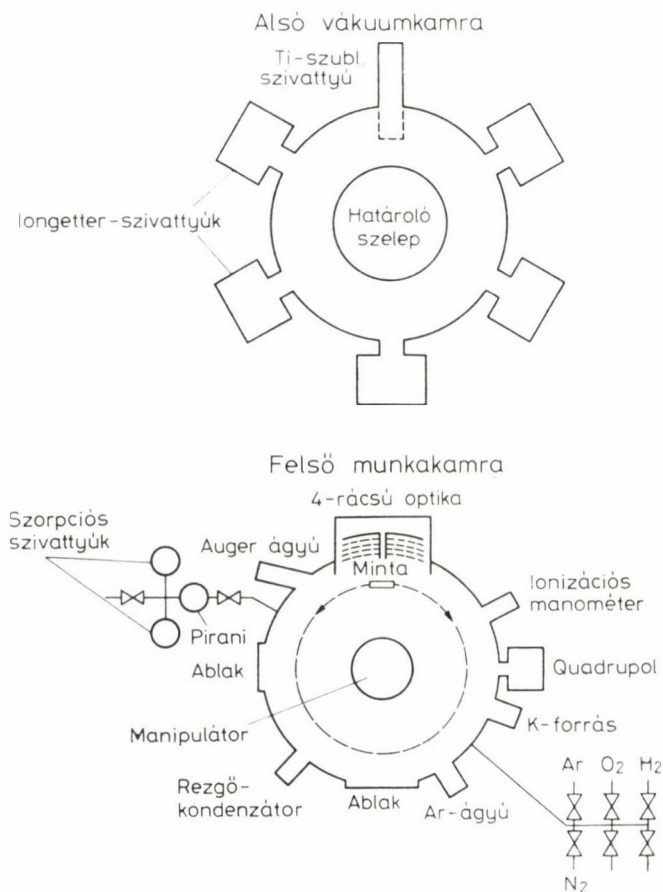 Alsó vákuumkamra
Ti-szubl.
szivattyú
Iongetter-szivattyúk
Határoló
szelep
Felső munkakamra
4-rácsú optika
Szorpciós
szivattyúk
Auger ágyú
Minta
Ionizációs
manométer
Pirani
Ablak
Quadrupol
Manipulátor
K-forrás
Rezgő-
kondenzátor
Ablak
Ar-ágyú
Ar O₂ H₂
N₂